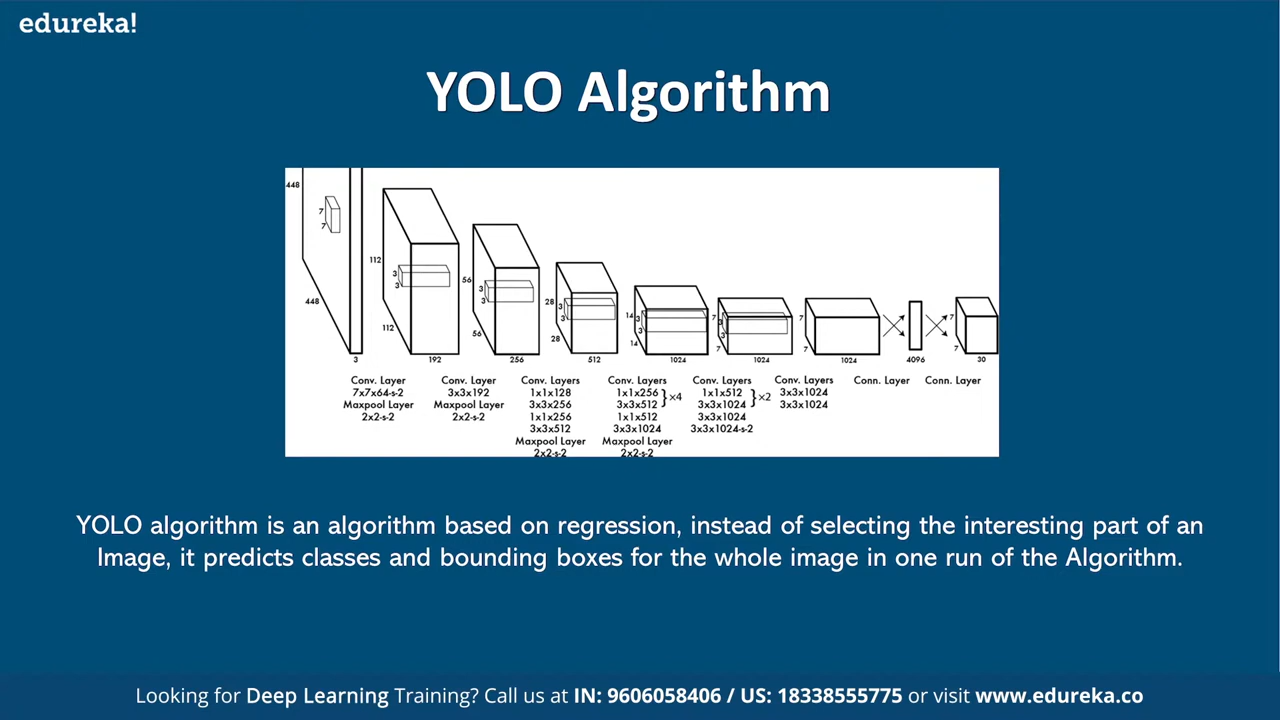 edureka!
YOLO Algorithm
448
7
7
448
3
112
3
3
112
192
56
3
3
56
256
28
3
3
28
512
14
3
3
14
1024
7
3
3
7
1024
7
7
1024
4096
7
7
30
Conv. Layer
7x7x64-s-2
Maxpool Layer
2x2-s-2
Conv. Layer
3x3x192
Maxpool Layer
2x2-s-2
Conv. Layers
1x1x128
3x3x256
1x1x256
3x3x512
Maxpool Layer
2x2-s-2
Conv. Layers
1x1x256
3x3x512 }×4
1x1x512
3x3x1024
Maxpool Layer
2x2-s-2
Conv. Layers
1x1x512
3x3x1024 }×2
3x3x1024
3x3x1024-s-2
Conv. Layers
3x3x1024
3x3x1024
Conn. Layer
Conn. Layer
YOLO algorithm is an algorithm based on regression, instead of selecting the interesting part of an
Image, it predicts classes and bounding boxes for the whole image in one run of the Algorithm.
Looking for Deep Learning Training? Call us at IN: 9606058406 / US: 18338555775 or visit www.edureka.co